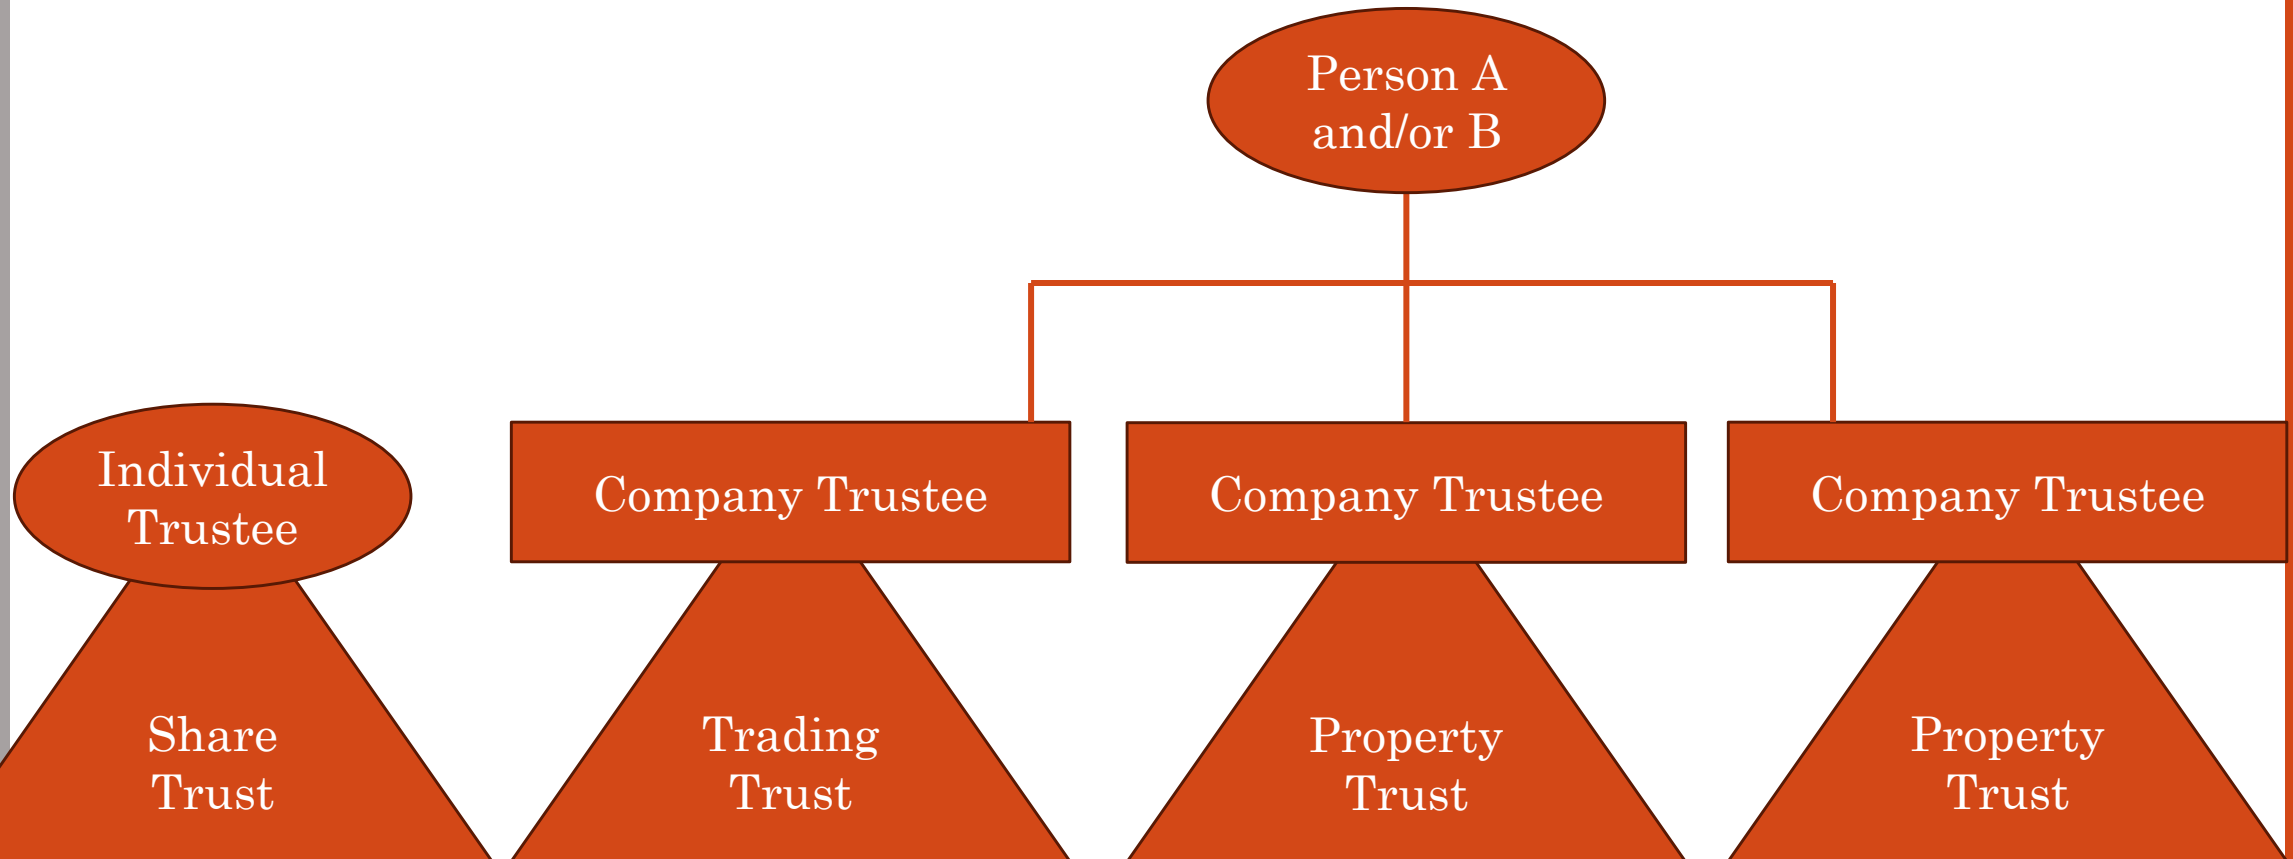 Person A
and/or B
Individual
Trustee
Company Trustee
Company Trustee
Company Trustee
Share
Trust
Trading
Trust
Property
Trust
Property
Trust